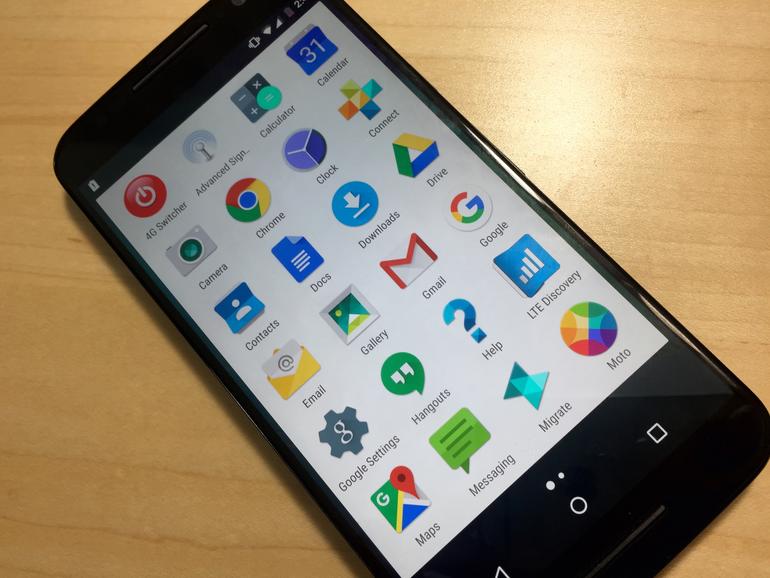 31
4G Switcher
Advanced Sign...
Calculator
Calendar
Camera
Chrome
Clock
Connect
Contacts
Docs
Downloads
Drive
@
G
Email
Gallery
Gmail
Google
g
Google Settings
Hangouts
Help
LTE Discovery
G
Maps
Messaging
Migrate
Moto